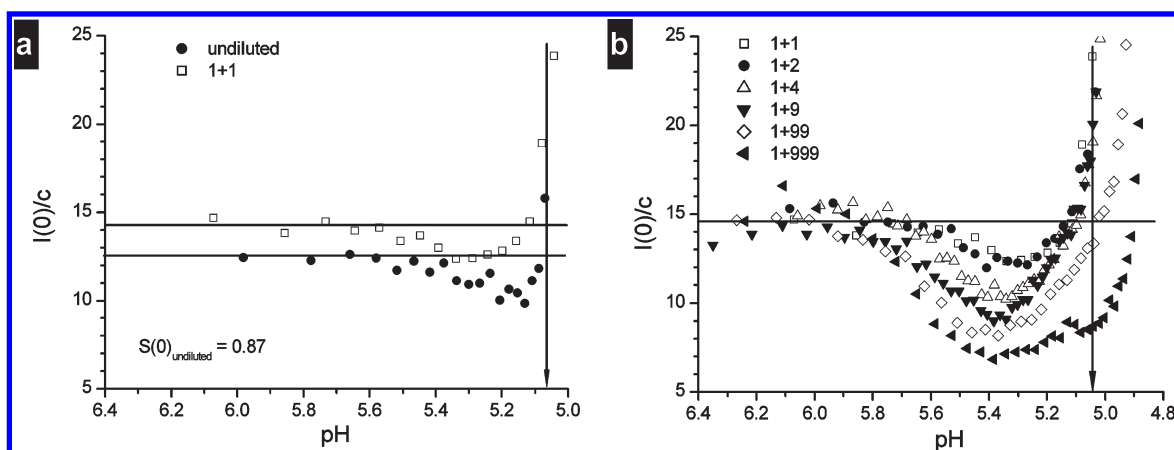 a
undiluted
1+1
I(0)/c
25
20
15
10
5
S(0)undiluted = 0.87
6.4 6.2 6.0 5.8 5.6 5.4 5.2 5.0
pH
b
1+1
1+2
1+4
1+9
1+99
1+999
I(0)/c
25
20
15
10
5
6.4 6.2 6.0 5.8 5.6 5.4 5.2 5.0 4.8
pH